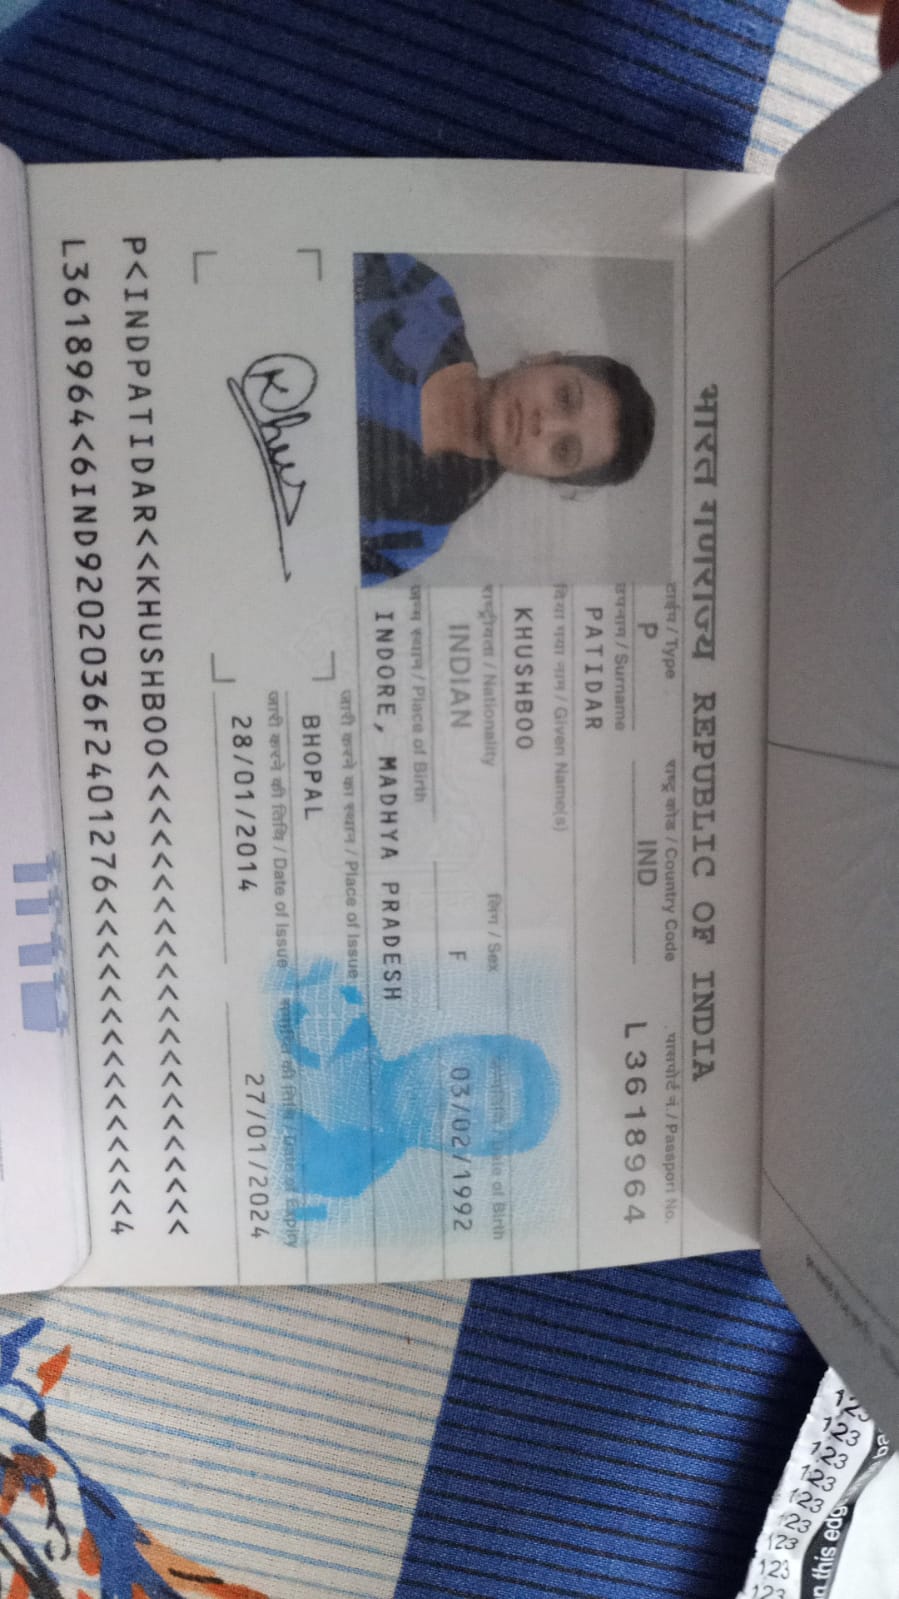 भारत गणराज्य REPUBLIC OF INDIA
टाईप / Type राष्ट्र कोड / Country Code पासपोर्ट नं. / Passport No.
P IND L3618964
उपनाम / Surname
PATIDAR
दिया गया नाम / Given Name(s)
KHUSHBOO
राष्ट्रीयता / Nationality लिंग / Sex जन्मतिथि / Date of Birth
INDIAN F 03/02/1992
जन्म स्थान / Place of Birth
INDORE, MADHYA PRADESH
जारी करने का स्थान / Place of Issue
BHOPAL
जारी करने की तिथि / Date of Issue समाप्ति की तिथि / Date of Expiry
28/01/2014 27/01/2024
P<INDPATIDAR<<KHUSHBOO<<<<<<<<<<<<<<<<<<<<<<
L3618964<6IND9202036F2401276<<<<<<<<<<<<<<<4
123
123
123
123
123
123
123
123
123
n this edg